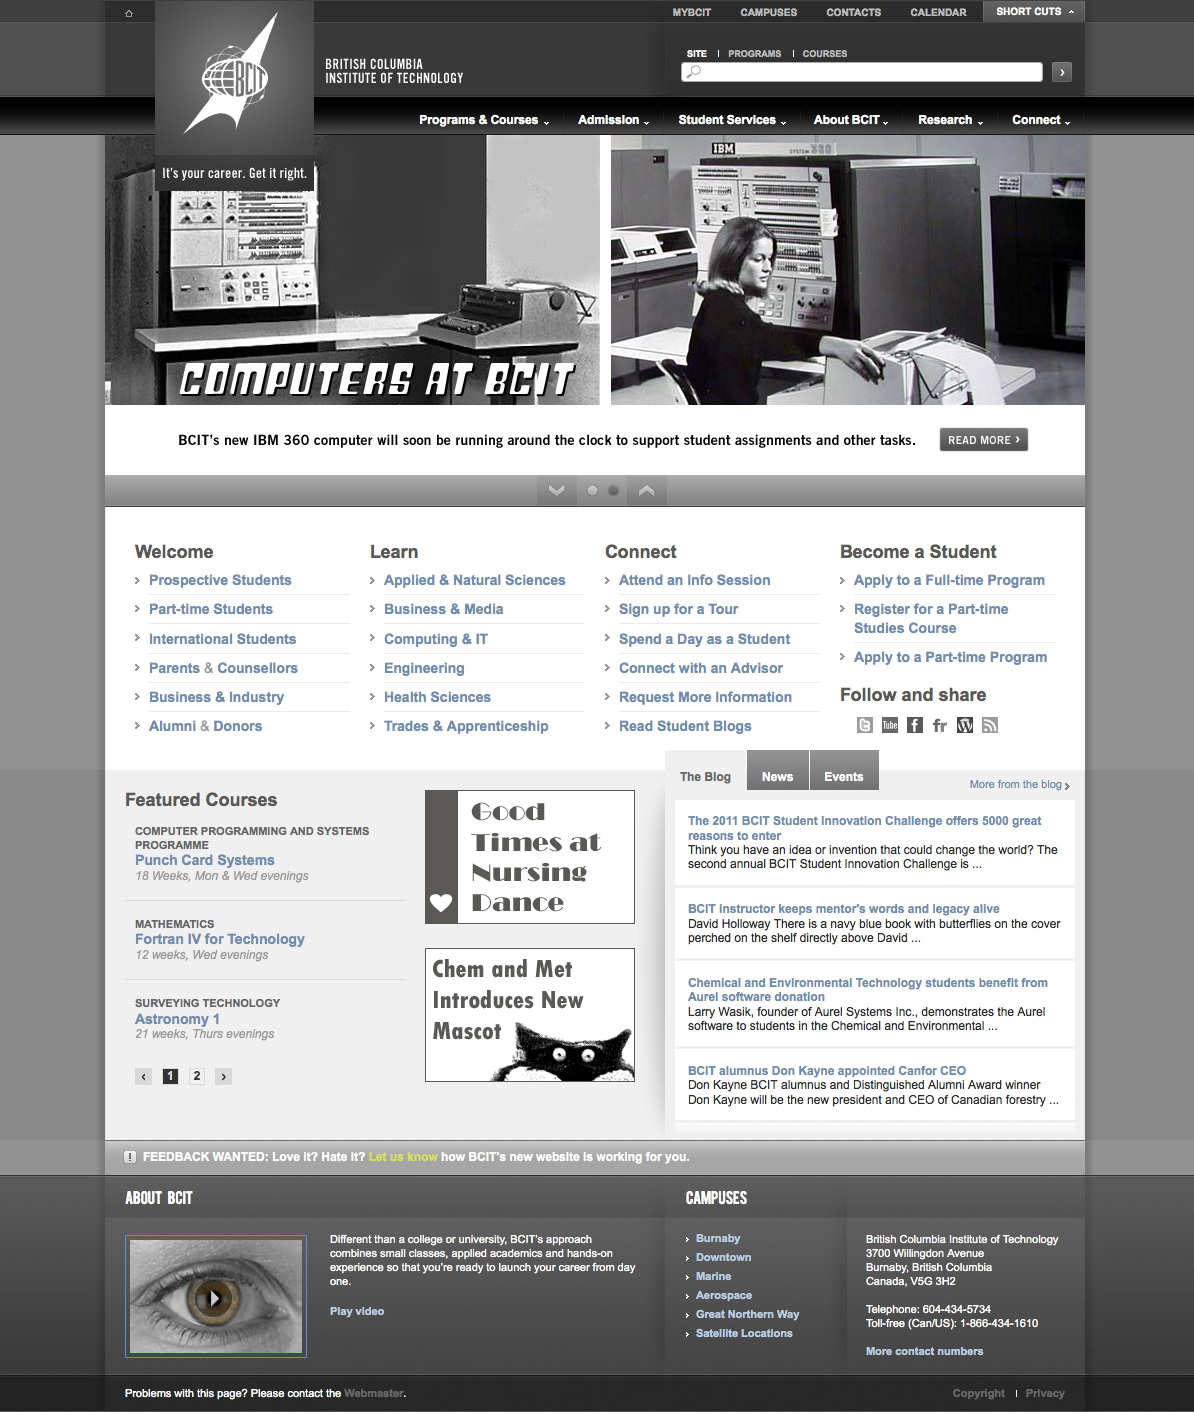 MYBCIT
CAMPUSES
CONTACTS
CALENDAR
SHORT CUTS
BCIT
BRITISH COLUMBIA
INSTITUTE OF TECHNOLOGY
SITE
PROGRAMS
COURSES
Programs & Courses
Admission
Student Services
About BCIT
Research
Connect
It's your career. Get it right.
IBM
SYSTEM 360
COMPUTERS AT BCIT
BCIT's new IBM 360 computer will soon be running around the clock to support student assignments and other tasks.
READ MORE ›
Welcome
Prospective Students
Part-time Students
International Students
Parents & Counsellors
Business & Industry
Alumni & Donors
Learn
Applied & Natural Sciences
Business & Media
Computing & IT
Engineering
Health Sciences
Trades & Apprenticeship
Connect
Attend an Info Session
Sign up for a Tour
Spend a Day as a Student
Connect with an Advisor
Request More Information
Read Student Blogs
Become a Student
Apply to a Full-time Program
Register for a Part-time
Studies Course
Apply to a Part-time Program
Follow and share
t You Tube f fr W
Featured Courses
COMPUTER PROGRAMMING AND SYSTEMS
PROGRAMME
Punch Card Systems
18 Weeks, Mon & Wed evenings
MATHEMATICS
Fortran IV for Technology
12 weeks, Wed evenings
SURVEYING TECHNOLOGY
Astronomy 1
21 weeks, Thurs evenings
‹ 1 2 ›
Good
Times at
Nursing
Dance
Chem and Met
Introduces New
Mascot
The Blog
News
Events
More from the blog
The 2011 BCIT Student Innovation Challenge offers 5000 great
reasons to enter
Think you have an idea or invention that could change the world? The
second annual BCIT Student Innovation Challenge is ...
BCIT instructor keeps mentor's words and legacy alive
David Holloway There is a navy blue book with butterflies on the cover
perched on the shelf directly above David ...
Chemical and Environmental Technology students benefit from
Aurel software donation
Larry Wasik, founder of Aurel Systems Inc., demonstrates the Aurel
software to students in the Chemical and Environmental ...
BCIT alumnus Don Kayne appointed Canfor CEO
Don Kayne BCIT alumnus and Distinguished Alumni Award winner
Don Kayne will be the new president and CEO of Canadian forestry ...
! FEEDBACK WANTED: Love it? Hate it? Let us know how BCIT's new website is working for you.
ABOUT BCIT
Different than a college or university, BCIT's approach
combines small classes, applied academics and hands-on
experience so that you're ready to launch your career from day
one.
Play video
CAMPUSES
Burnaby
Downtown
Marine
Aerospace
Great Northern Way
Satellite Locations
British Columbia Institute of Technology
3700 Willingdon Avenue
Burnaby, British Columbia
Canada, V5G 3H2
Telephone: 604-434-5734
Toll-free (Can/US): 1-866-434-1610
More contact numbers
Problems with this page? Please contact the Webmaster.
Copyright
Privacy